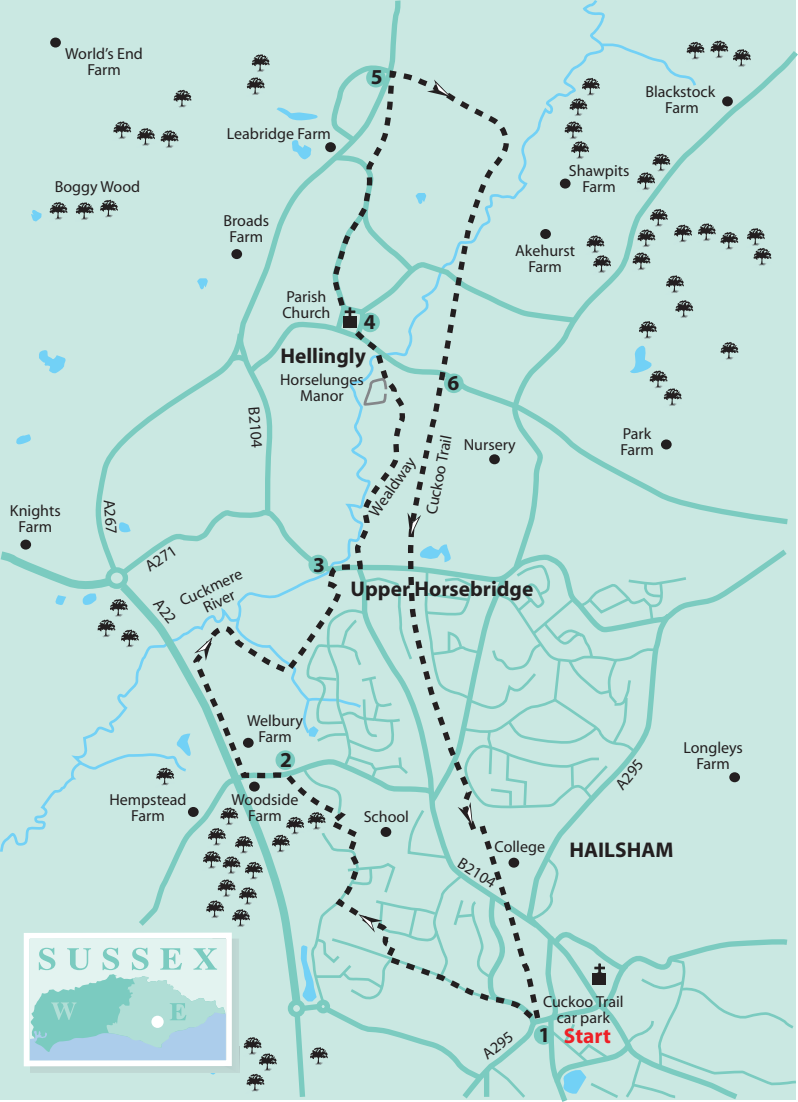 World's End
Farm
5
Blackstock
Farm
Leabridge Farm
Shawpits
Farm
Boggy Wood
Broads
Farm
Akehurst
Farm
Parish
Church
4
Hellingly
Horselunges
Manor
6
B2104
Nursery
Park
Farm
Cuckoo Trail
Wealdway
Knights
Farm
A267
A271
3
Cuckmere
River
A22
Upper Horsebridge
Welbury
Farm
2
Longleys
Farm
A295
Hempstead
Farm
Woodside
Farm
School
College
HAILSHAM
B2104
SUSSEX
W
E
Cuckoo Trail
car park
1
Start
A295